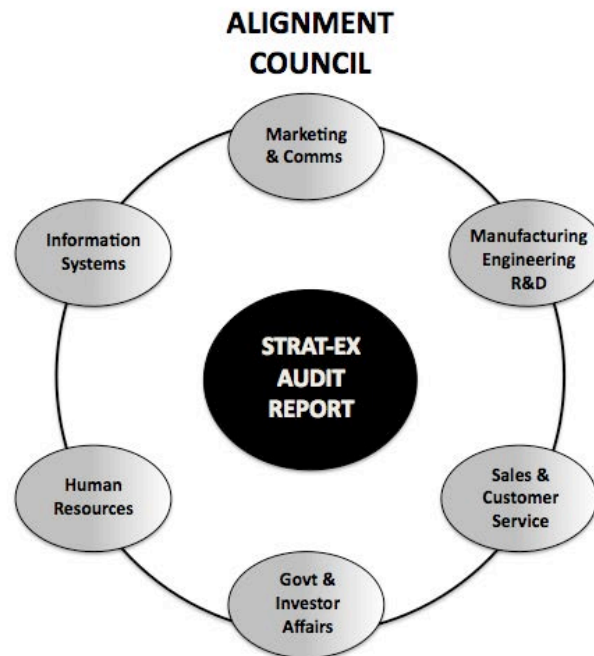 ALIGNMENT
COUNCIL
Marketing
& Comms
Information
Systems
Manufacturing
Engineering
R&D
STRAT-EX
AUDIT
REPORT
Human
Resources
Sales &
Customer
Service
Govt &
Investor
Affairs